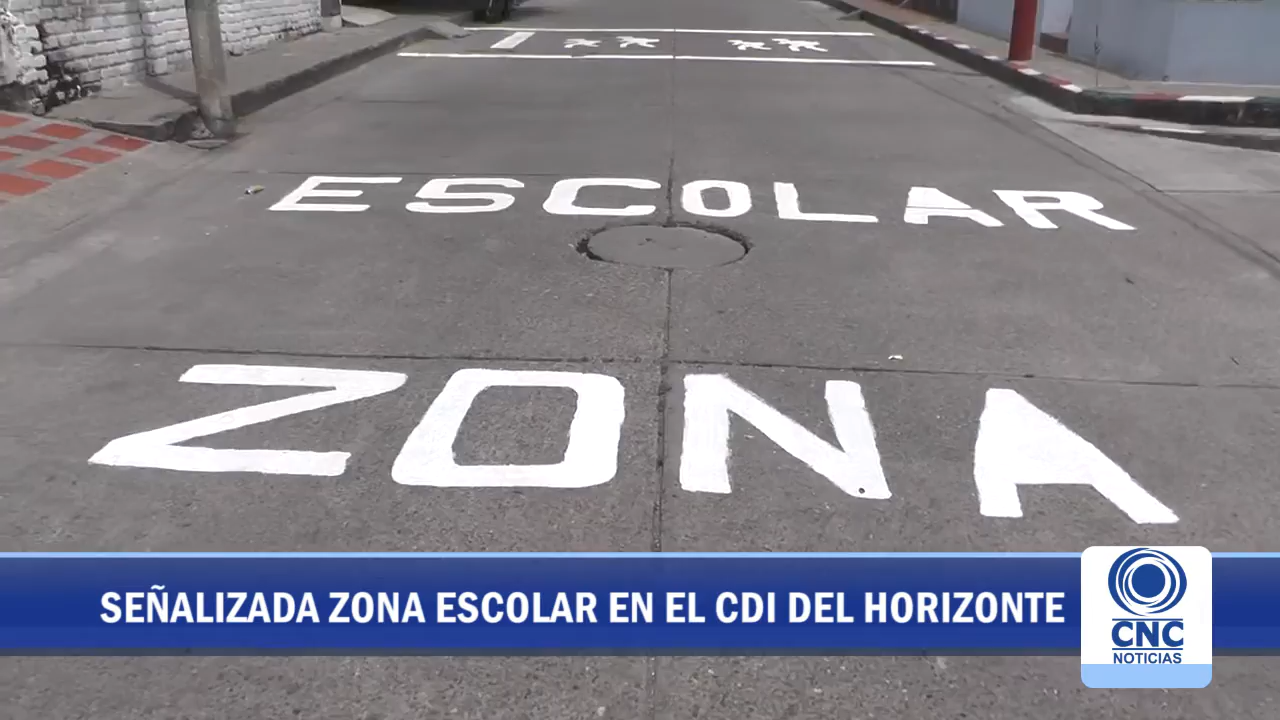 ESCOLAR
ZONA
SEÑALIZADA ZONA ESCOLAR EN EL CDI DEL HORIZONTE
CNC
NOTICIAS